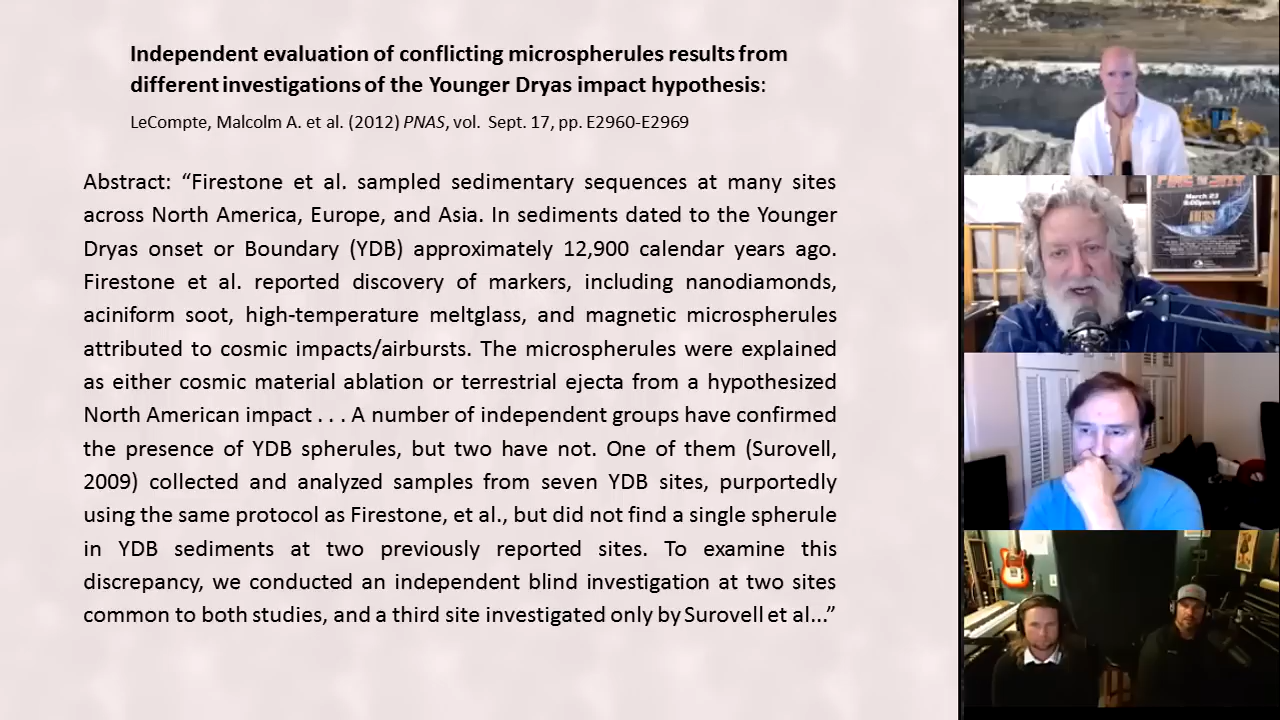 Independent evaluation of conflicting microspherules results from
different investigations of the Younger Dryas impact hypothesis:
LeCompte, Malcolm A. et al. (2012) PNAS, vol. Sept. 17, pp. E2960-E2969
Abstract: “Firestone et al. sampled sedimentary sequences at many sites
across North America, Europe, and Asia. In sediments dated to the Younger
Dryas onset or Boundary (YDB) approximately 12,900 calendar years ago.
Firestone et al. reported discovery of markers, including nanodiamonds,
aciniform soot, high-temperature meltglass, and magnetic microspherules
attributed to cosmic impacts/airbursts. The microspherules were explained
as either cosmic material ablation or terrestrial ejecta from a hypothesized
North American impact . . . A number of independent groups have confirmed
the presence of YDB spherules, but two have not. One of them (Surovell,
2009) collected and analyzed samples from seven YDB sites, purportedly
using the same protocol as Firestone, et al., but did not find a single spherule
in YDB sediments at two previously reported sites. To examine this
discrepancy, we conducted an independent blind investigation at two sites
common to both studies, and a third site investigated only by Surovell et al...”
March 23